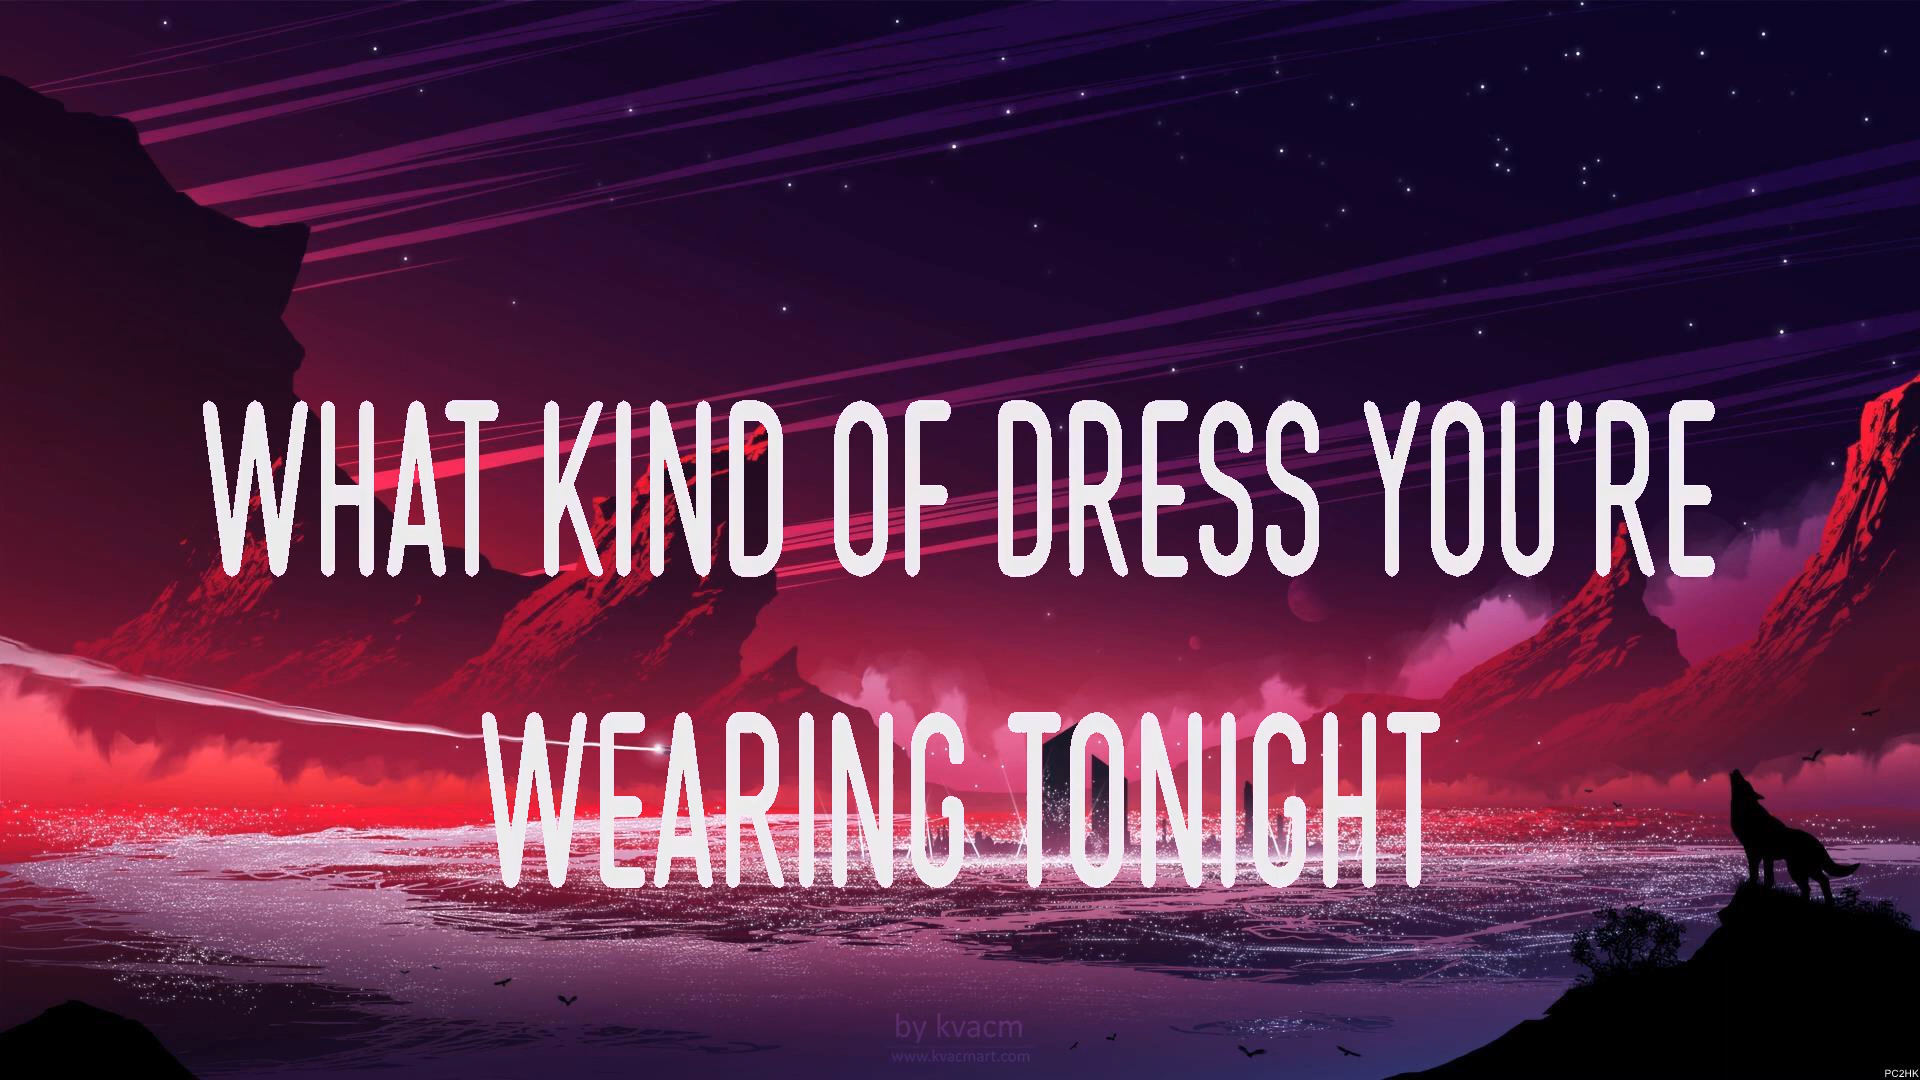 WHAT KIND OF DRESS YOU'RE
WEARING TONIGHT
by kvacm
www.kvacmart.com
PC2HK